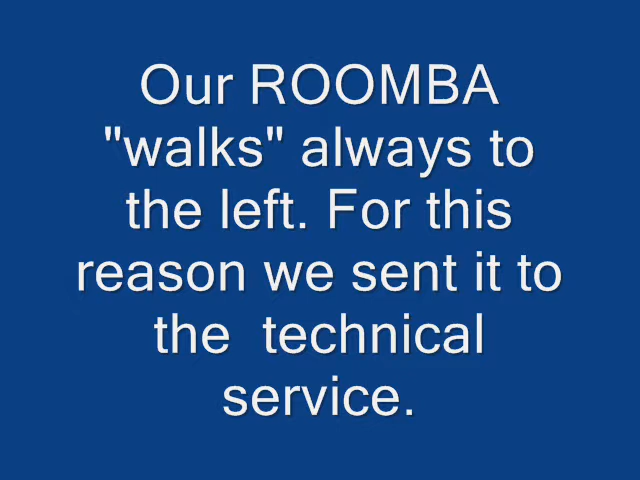 Our ROOMBA
"walks" always to
the left. For this
reason we sent it to
the  technical
service.